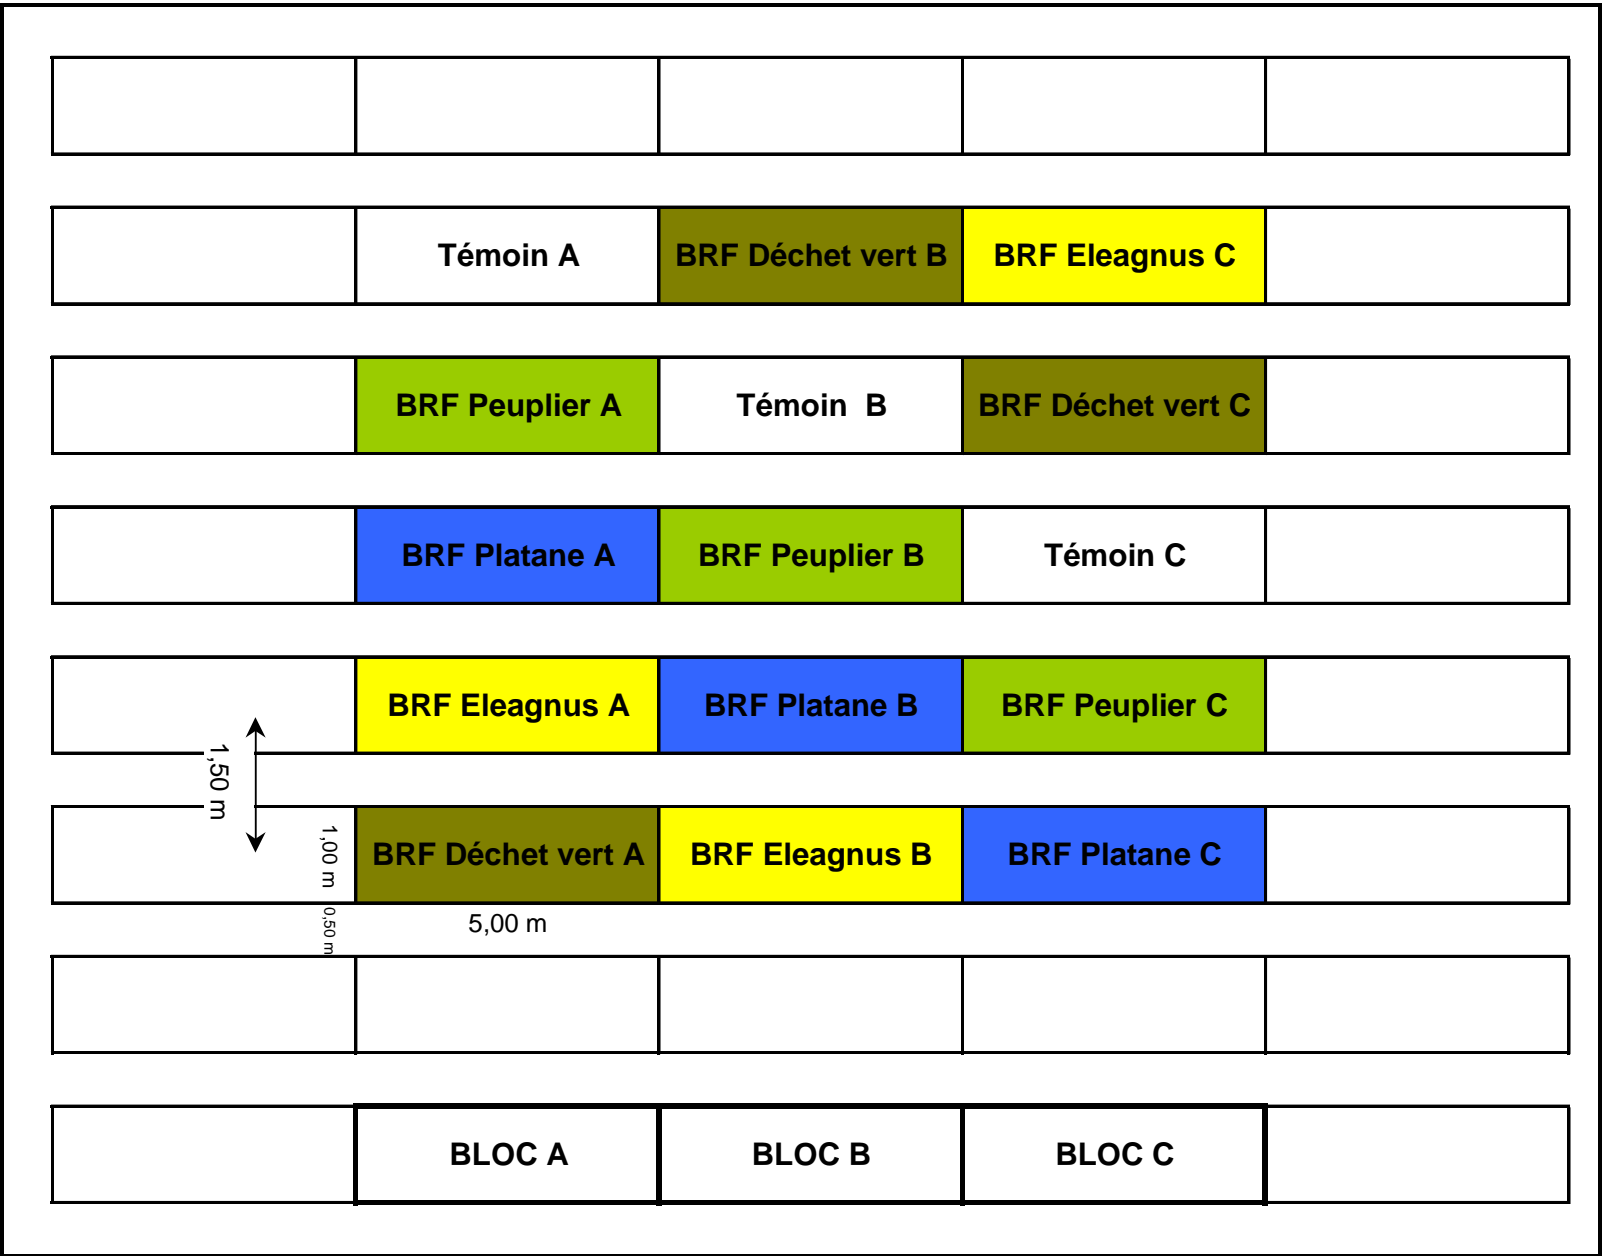 Témoin A
BRF Déchet vert B
BRF Eleagnus C
BRF Peuplier A
Témoin B
BRF Déchet vert C
BRF Platane A
BRF Peuplier B
Témoin C
BRF Eleagnus A
BRF Platane B
BRF Peuplier C
1,50 m
1,00 m
BRF Déchet vert A
BRF Eleagnus B
BRF Platane C
0,50 m
5,00 m
BLOC A
BLOC B
BLOC C